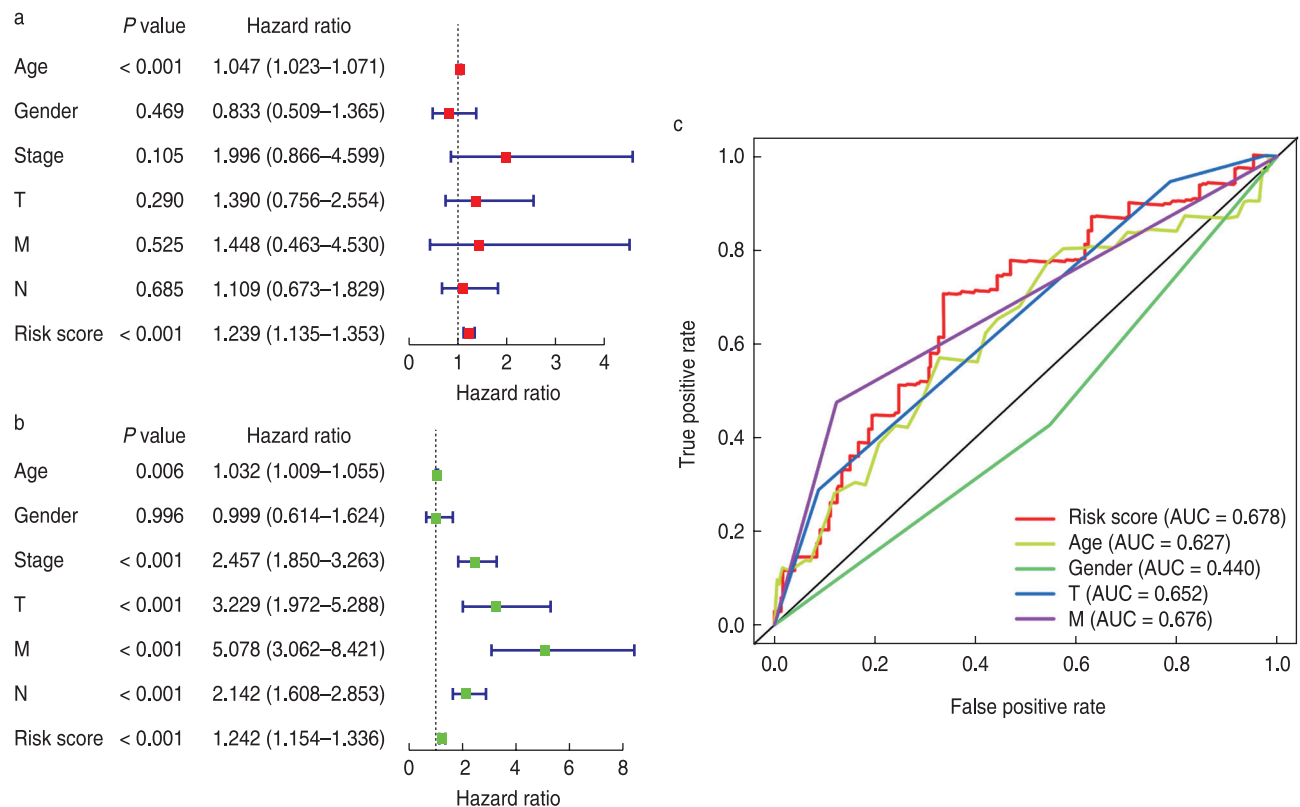 a
P value Hazard ratio
Age < 0.001 1.047 (1.023–1.071)
Gender 0.469 0.833 (0.509–1.365)
Stage 0.105 1.996 (0.866–4.599)
T 0.290 1.390 (0.756–2.554)
M 0.525 1.448 (0.463–4.530)
N 0.685 1.109 (0.673–1.829)
Risk score < 0.001 1.239 (1.135–1.353)
0 1 2 3 4
Hazard ratio
b
P value Hazard ratio
Age 0.006 1.032 (1.009–1.055)
Gender 0.996 0.999 (0.614–1.624)
Stage < 0.001 2.457 (1.850–3.263)
T < 0.001 3.229 (1.972–5.288)
M < 0.001 5.078 (3.062–8.421)
N < 0.001 2.142 (1.608–2.853)
Risk score < 0.001 1.242 (1.154–1.336)
0 2 4 6 8
Hazard ratio
c
True positive rate
1.0
0.8
0.6
0.4
0.2
0.0
Risk score (AUC = 0.678)
Age (AUC = 0.627)
Gender (AUC = 0.440)
T (AUC = 0.652)
M (AUC = 0.676)
0.0 0.2 0.4 0.6 0.8 1.0
False positive rate